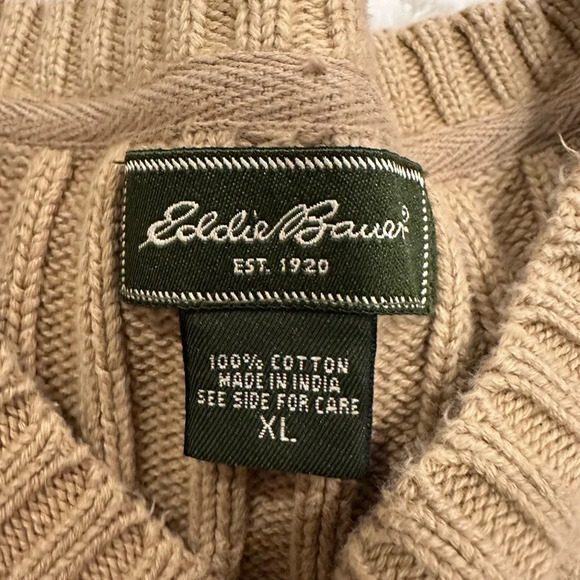 Eddie Bauer®
EST. 1920
100% COTTON
MADE IN INDIA
SEE SIDE FOR CARE
XL